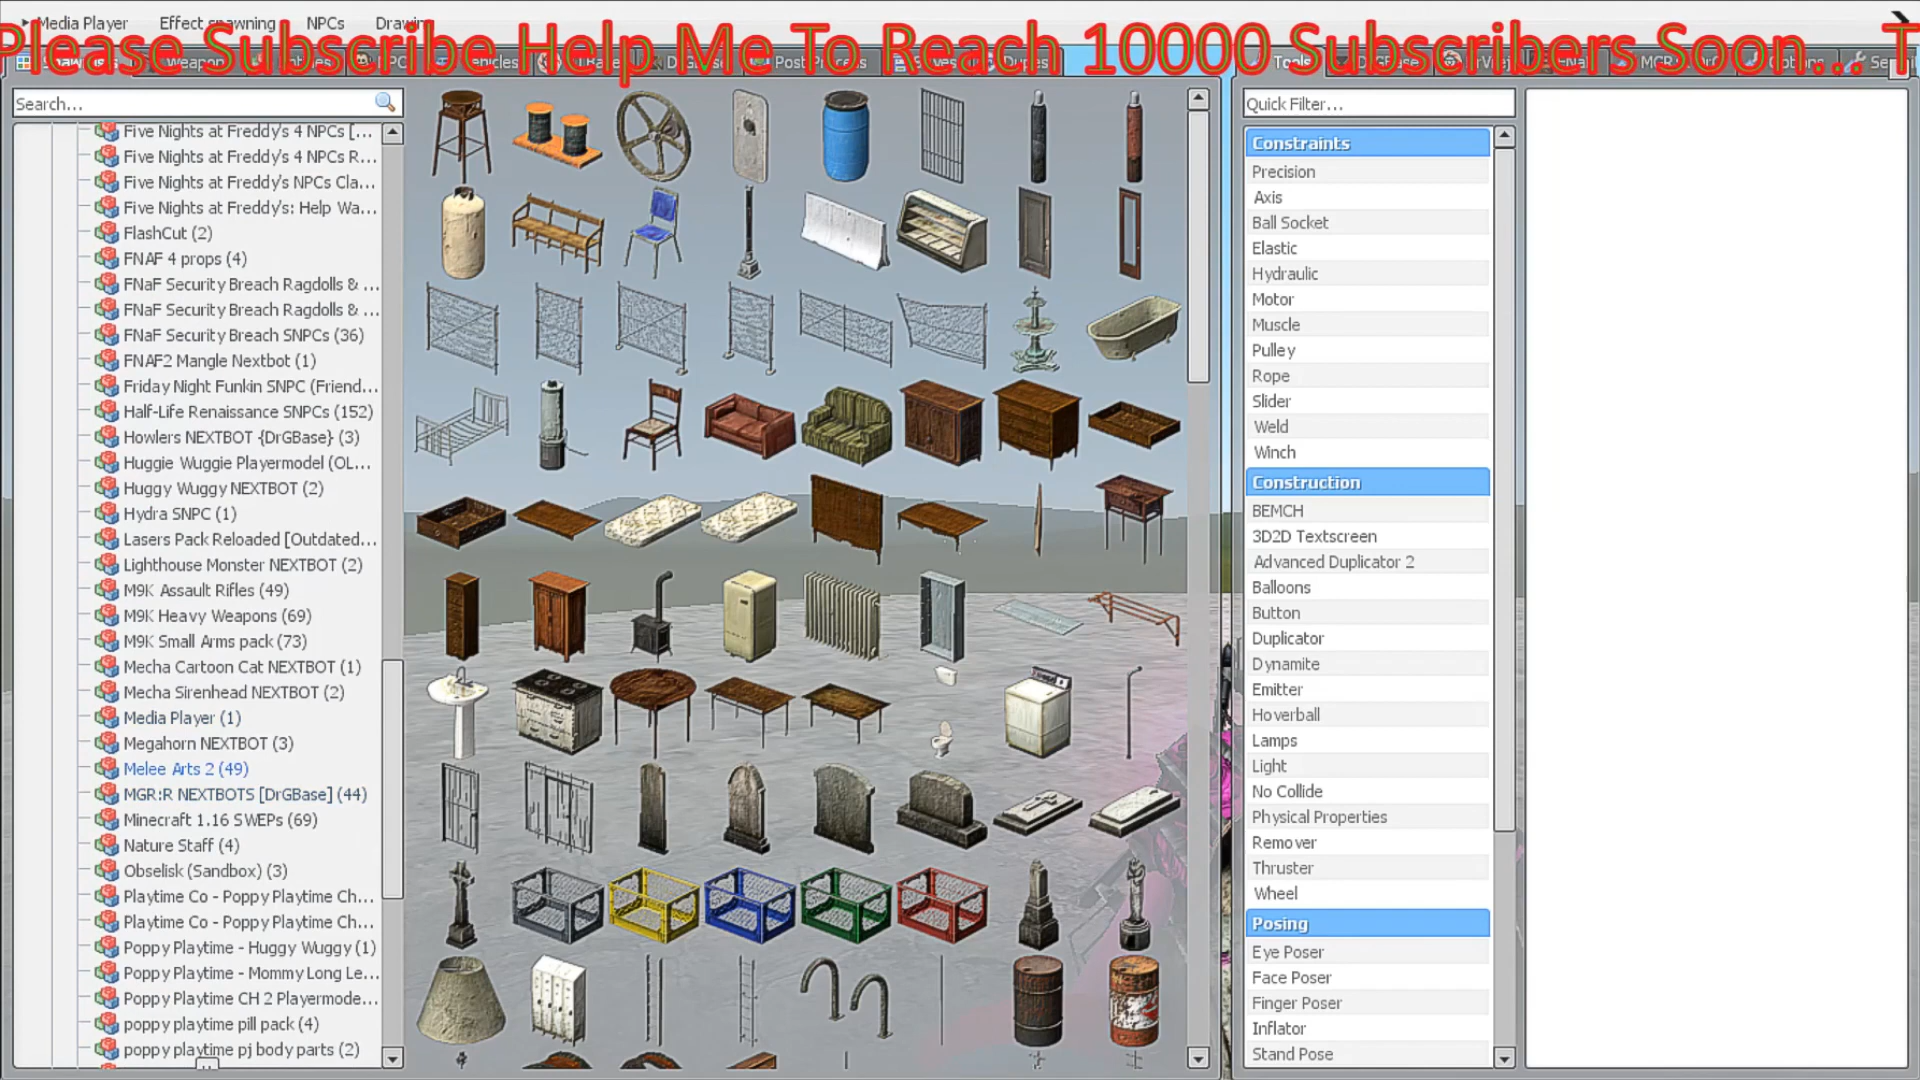 Media Player
Effect spawning
NPCs
Please Subscribe Help Me To Reach 10000 Subscribers Soon... T
Post Process
Tools
Search...
Five Nights at Freddy's 4 NPCs [...
Five Nights at Freddy's 4 NPCs R...
Five Nights at Freddy's NPCs Cla...
Five Nights at Freddy's: Help Wa...
FlashCut (2)
FNAF 4 props (4)
FNaF Security Breach Ragdolls & ...
FNaF Security Breach Ragdolls & ...
FNaF Security Breach SNPCs (36)
FNAF2 Mangle Nextbot (1)
Friday Night Funkin SNPC (Friend...
Half-Life Renaissance SNPCs (152)
Howlers NEXTBOT {DrGBase} (3)
Huggie Wuggie Playermodel (OL...
Huggy Wuggy NEXTBOT (2)
Hydra SNPC (1)
Lasers Pack Reloaded [Outdated...
Lighthouse Monster NEXTBOT (2)
M9K Assault Rifles (49)
M9K Heavy Weapons (69)
M9K Small Arms pack (73)
Mecha Cartoon Cat NEXTBOT (1)
Mecha Sirenhead NEXTBOT (2)
Media Player (1)
Megahorn NEXTBOT (3)
Melee Arts 2 (49)
MGR:R NEXTBOTS [DrGBase] (44)
Minecraft 1.16 SWEPs (69)
Nature Staff (4)
Obselisk (Sandbox) (3)
Playtime Co - Poppy Playtime Ch...
Playtime Co - Poppy Playtime Ch...
Poppy Playtime - Huggy Wuggy (1)
Poppy Playtime - Mommy Long Le...
Poppy Playtime CH 2 Playermode...
poppy playtime pill pack (4)
poppy playtime pj body parts (2)
Quick Filter...
Constraints
Precision
Axis
Ball Socket
Elastic
Hydraulic
Motor
Muscle
Pulley
Rope
Slider
Weld
Winch
Construction
BEMCH
3D2D Textscreen
Advanced Duplicator 2
Balloons
Button
Duplicator
Dynamite
Emitter
Hoverball
Lamps
Light
No Collide
Physical Properties
Remover
Thruster
Wheel
Posing
Eye Poser
Face Poser
Finger Poser
Inflator
Stand Pose